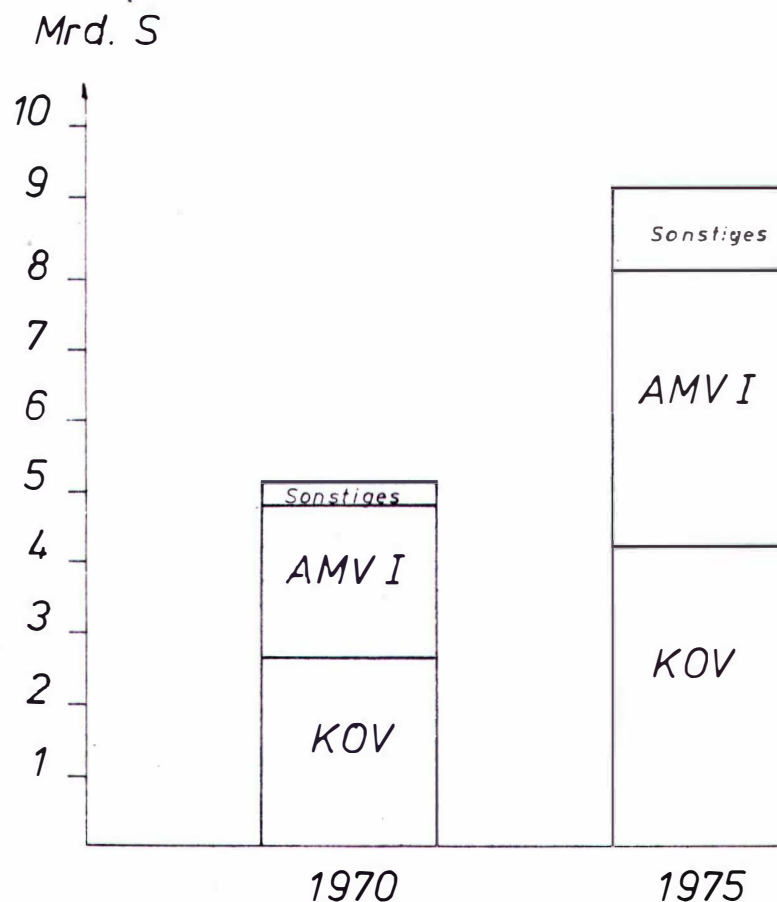 Mrd. S
10
9
Sonstiges
8
7
AMV I
6
5
Sonstiges
4
AMV I
3
KOV
2
KOV
1
1970 1975